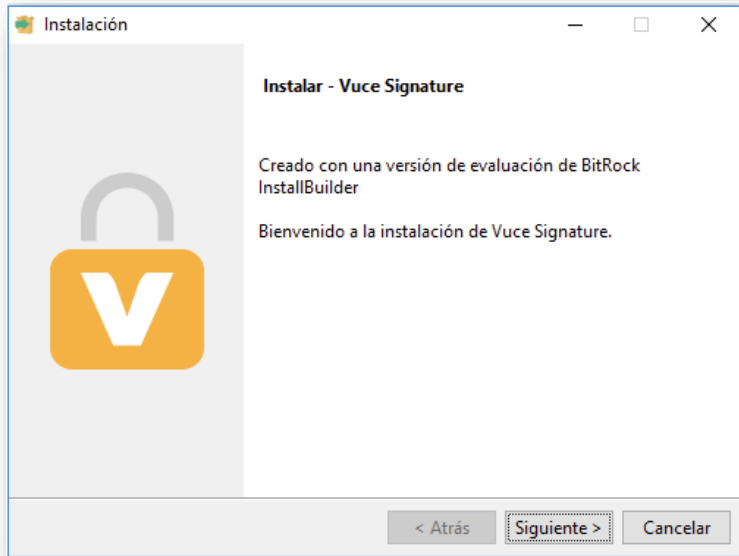 Instalación
Instalar - Vuce Signature
Creado con una versión de evaluación de BitRock
InstallBuilder
Bienvenido a la instalación de Vuce Signature.
V
< Atrás
Siguiente >
Cancelar